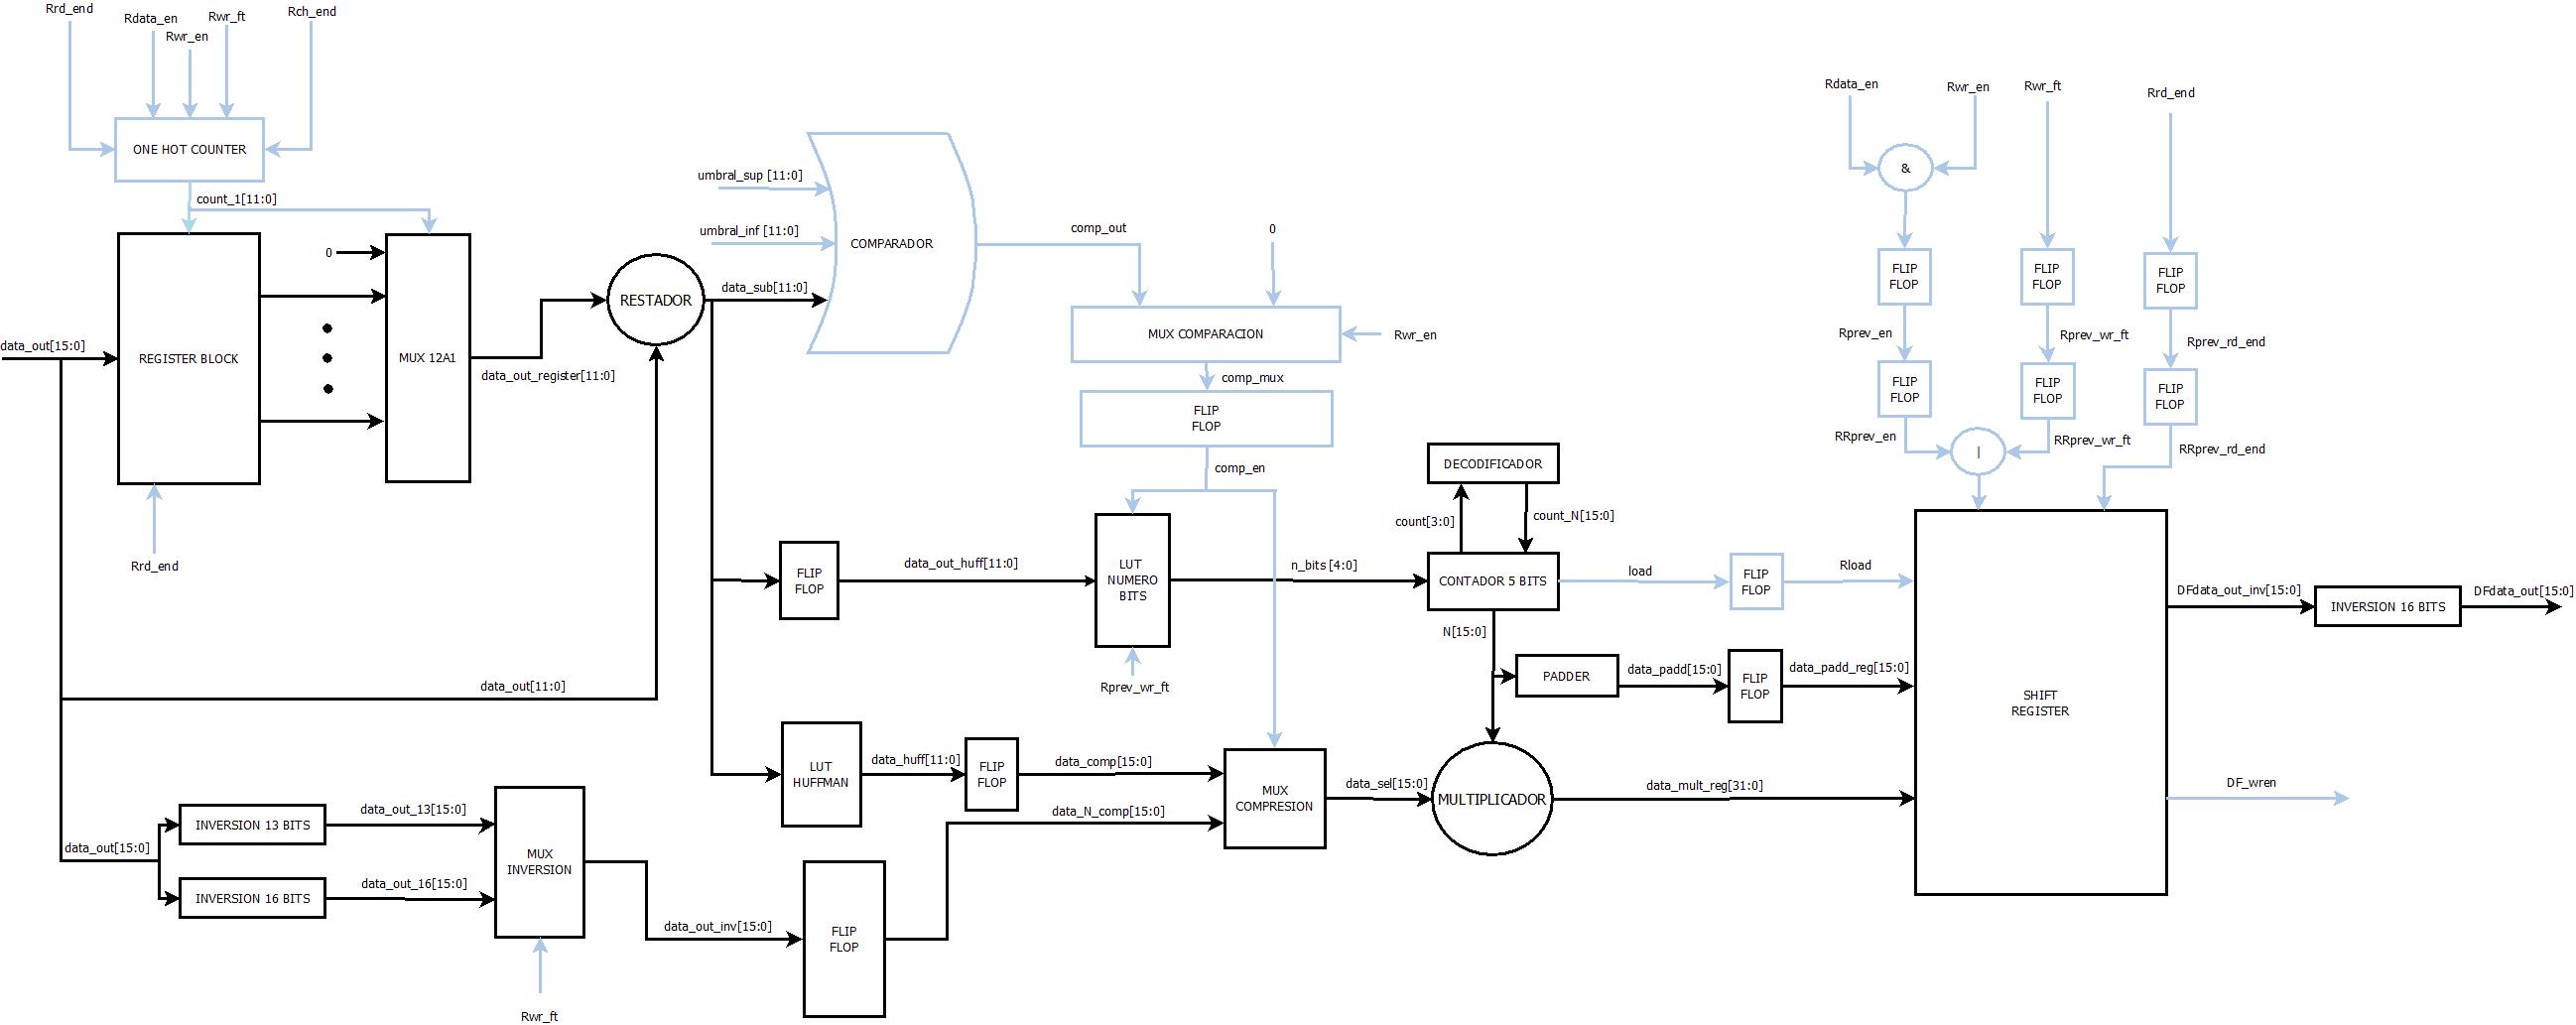 Rrd_end
Rdata_en
Rwr_en
Rwr_ft
Rch_end
ONE HOT COUNTER
count_1[11:0]
data_out[15:0]
REGISTER BLOCK
0
MUX 12A1
data_out_register[11:0]
Rrd_end
RESTADOR
data_out[11:0]
umbral_sup [11:0]
umbral_inf [11:0]
data_sub[11:0]
COMPARADOR
comp_out
0
MUX COMPARACION
Rwr_en
comp_mux
FLIP
FLOP
comp_en
FLIP
FLOP
data_out_huff[11:0]
LUT
NUMERO
BITS
Rprev_wr_ft
n_bits [4:0]
DECODIFICADOR
count[3:0]
count_N[15:0]
CONTADOR 5 BITS
load
FLIP
FLOP
Rload
N[15:0]
PADDER
data_padd[15:0]
FLIP
FLOP
data_padd_reg[15:0]
LUT
HUFFMAN
data_huff[11:0]
FLIP
FLOP
data_comp[15:0]
data_N_comp[15:0]
MUX
COMPRESION
data_sel[15:0]
MULTIPLICADOR
data_mult_reg[31:0]
data_out[15:0]
INVERSION 13 BITS
data_out_13[15:0]
INVERSION 16 BITS
data_out_16[15:0]
MUX
INVERSION
Rwr_ft
data_out_inv[15:0]
FLIP
FLOP
Rdata_en
Rwr_en
Rwr_ft
Rrd_end
&
FLIP
FLOP
FLIP
FLOP
FLIP
FLOP
Rprev_en
Rprev_wr_ft
Rprev_rd_end
FLIP
FLOP
FLIP
FLOP
FLIP
FLOP
RRprev_en
|
RRprev_wr_ft
RRprev_rd_end
SHIFT
REGISTER
DFdata_out_inv[15:0]
INVERSION 16 BITS
DFdata_out[15:0]
DF_wren